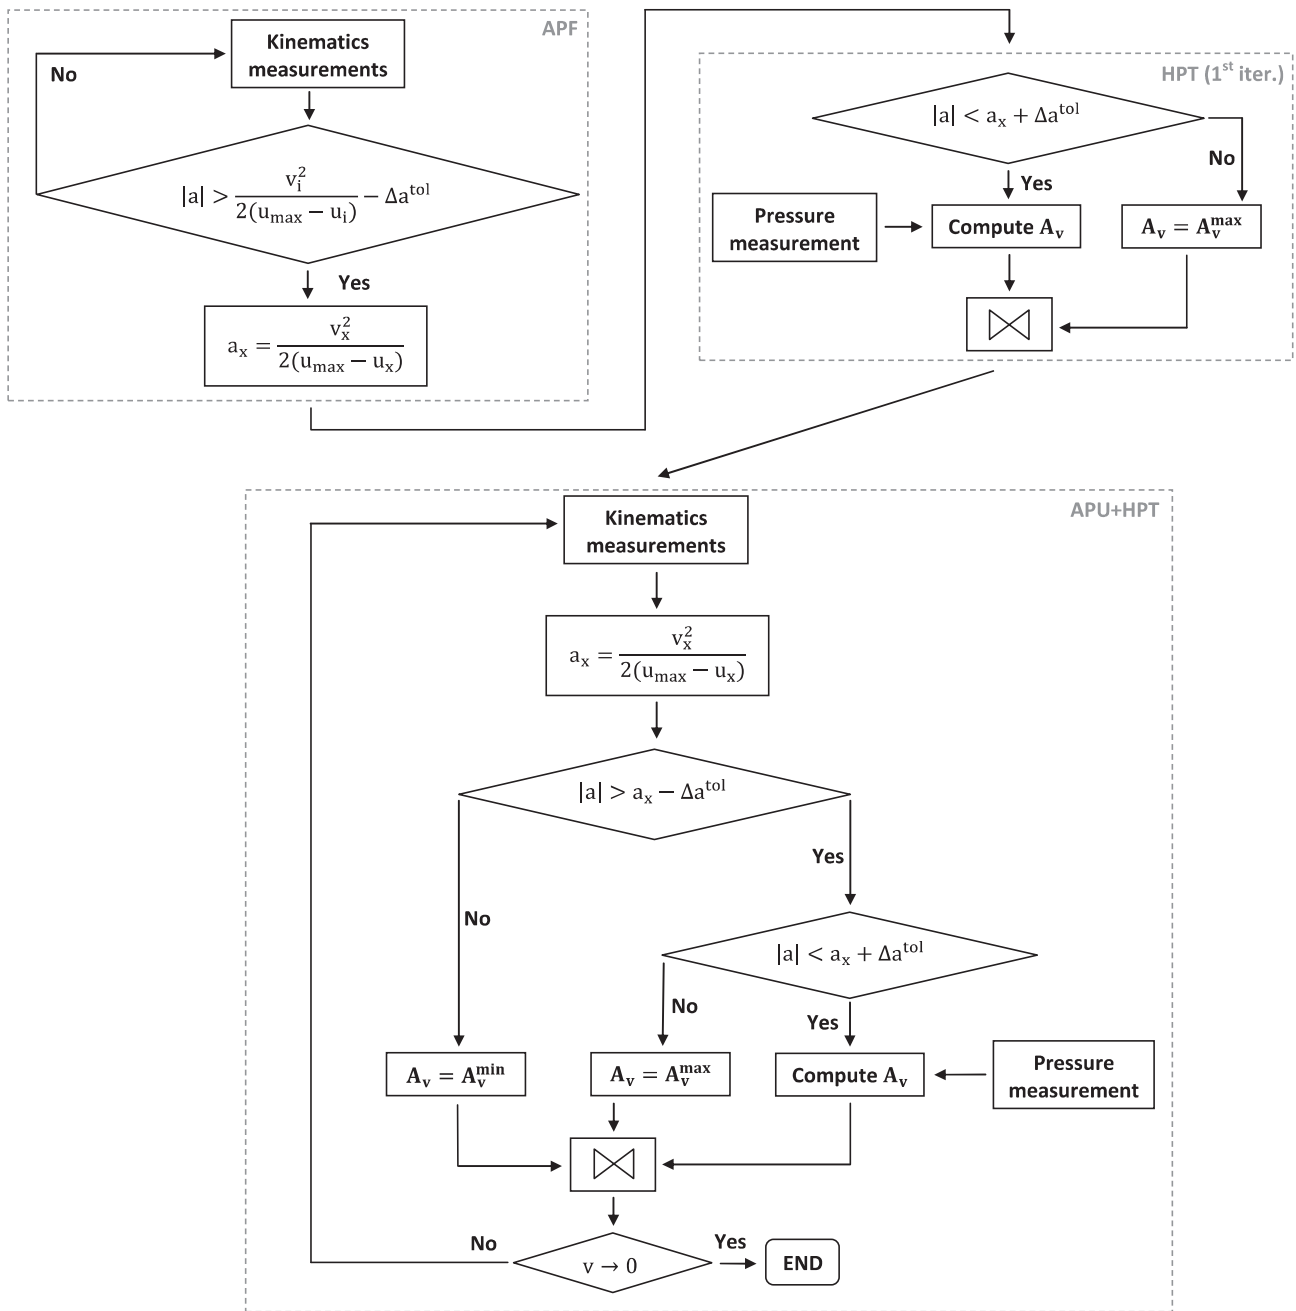 APF
Kinematics
measurements
No
|a| > v_i^2 / 2(u_max − u_i) − Δa^tol
Yes
a_x = v_x^2 / 2(u_max − u_x)
HPT (1^st iter.)
|a| < a_x + Δa^tol
No
Yes
Pressure
measurement
Compute A_v
A_v = A_v^max
APU+HPT
Kinematics
measurements
a_x = v_x^2 / 2(u_max − u_x)
|a| > a_x − Δa^tol
Yes
No
|a| < a_x + Δa^tol
No
Yes
A_v = A_v^min
A_v = A_v^max
Compute A_v
Pressure
measurement
No
v → 0
Yes
END